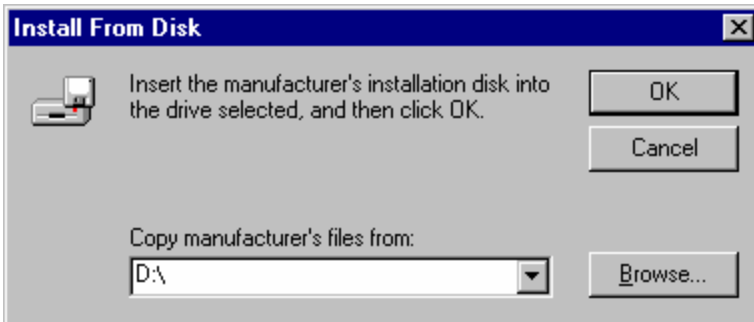 Install From Disk
Insert the manufacturer's installation disk into
the drive selected, and then click OK.
OK
Cancel
Copy manufacturer's files from:
D:\
Browse...